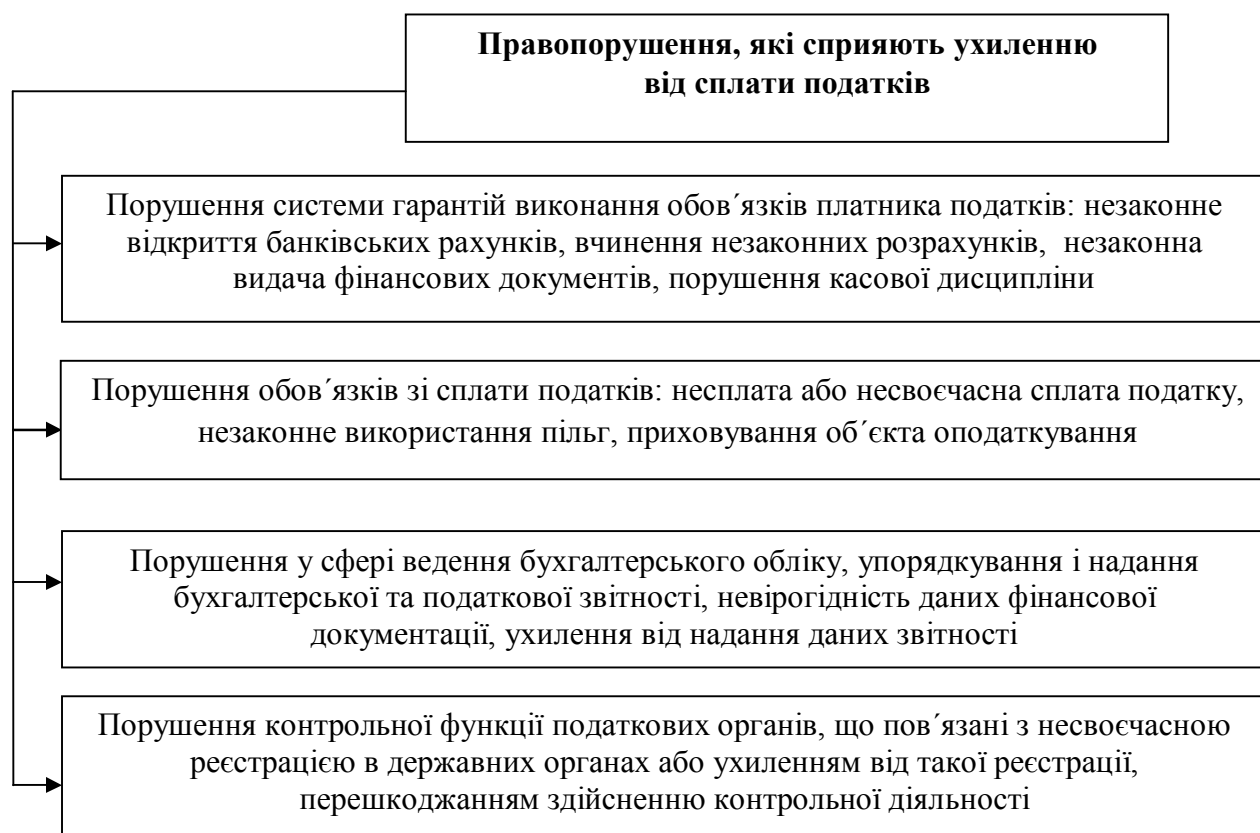 Правопорушення, які сприяють ухиленню
від сплати податків
Порушення системи гарантій виконання обов´язків платника податків: незаконне
відкриття банківських рахунків, вчинення незаконних розрахунків, незаконна
видача фінансових документів, порушення касової дисципліни
Порушення обов´язків зі сплати податків: несплата або несвоєчасна сплата податку,
незаконне використання пільг, приховування об´єкта оподаткування
Порушення у сфері ведення бухгалтерського обліку, упорядкування і надання
бухгалтерської та податкової звітності, невірогідність даних фінансової
документації, ухилення від надання даних звітності
Порушення контрольної функції податкових органів, що пов´язані з несвоєчасною
реєстрацією в державних органах або ухиленням від такої реєстрації,
перешкоджанням здійсненню контрольної діяльності